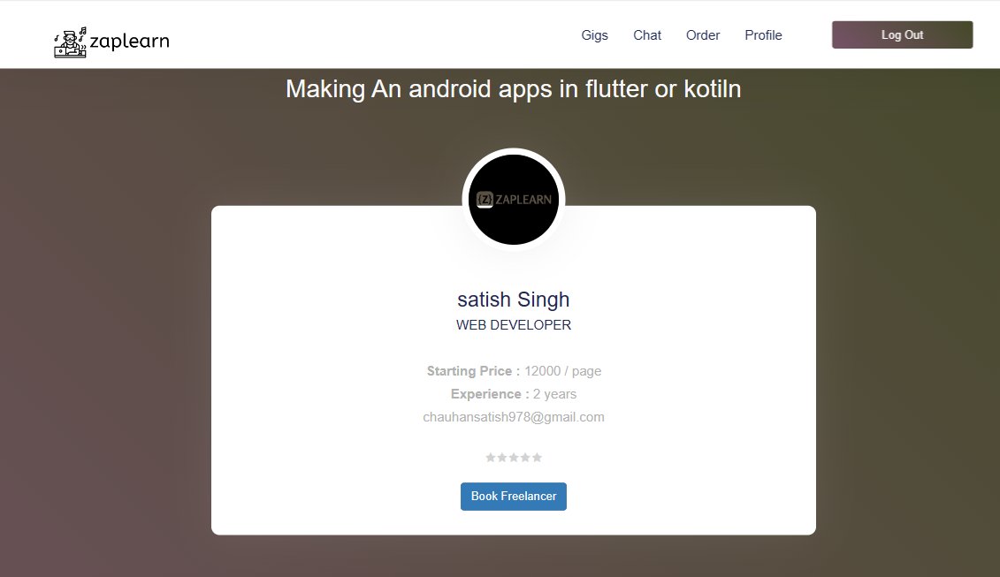 zaplearn
Gigs Chat Order Profile Log Out
Making An android apps in flutter or kotiln
{Z} ZAPLEARN
satish Singh
WEB DEVELOPER
Starting Price : 12000 / page
Experience : 2 years
chauhansatish978@gmail.com
Book Freelancer